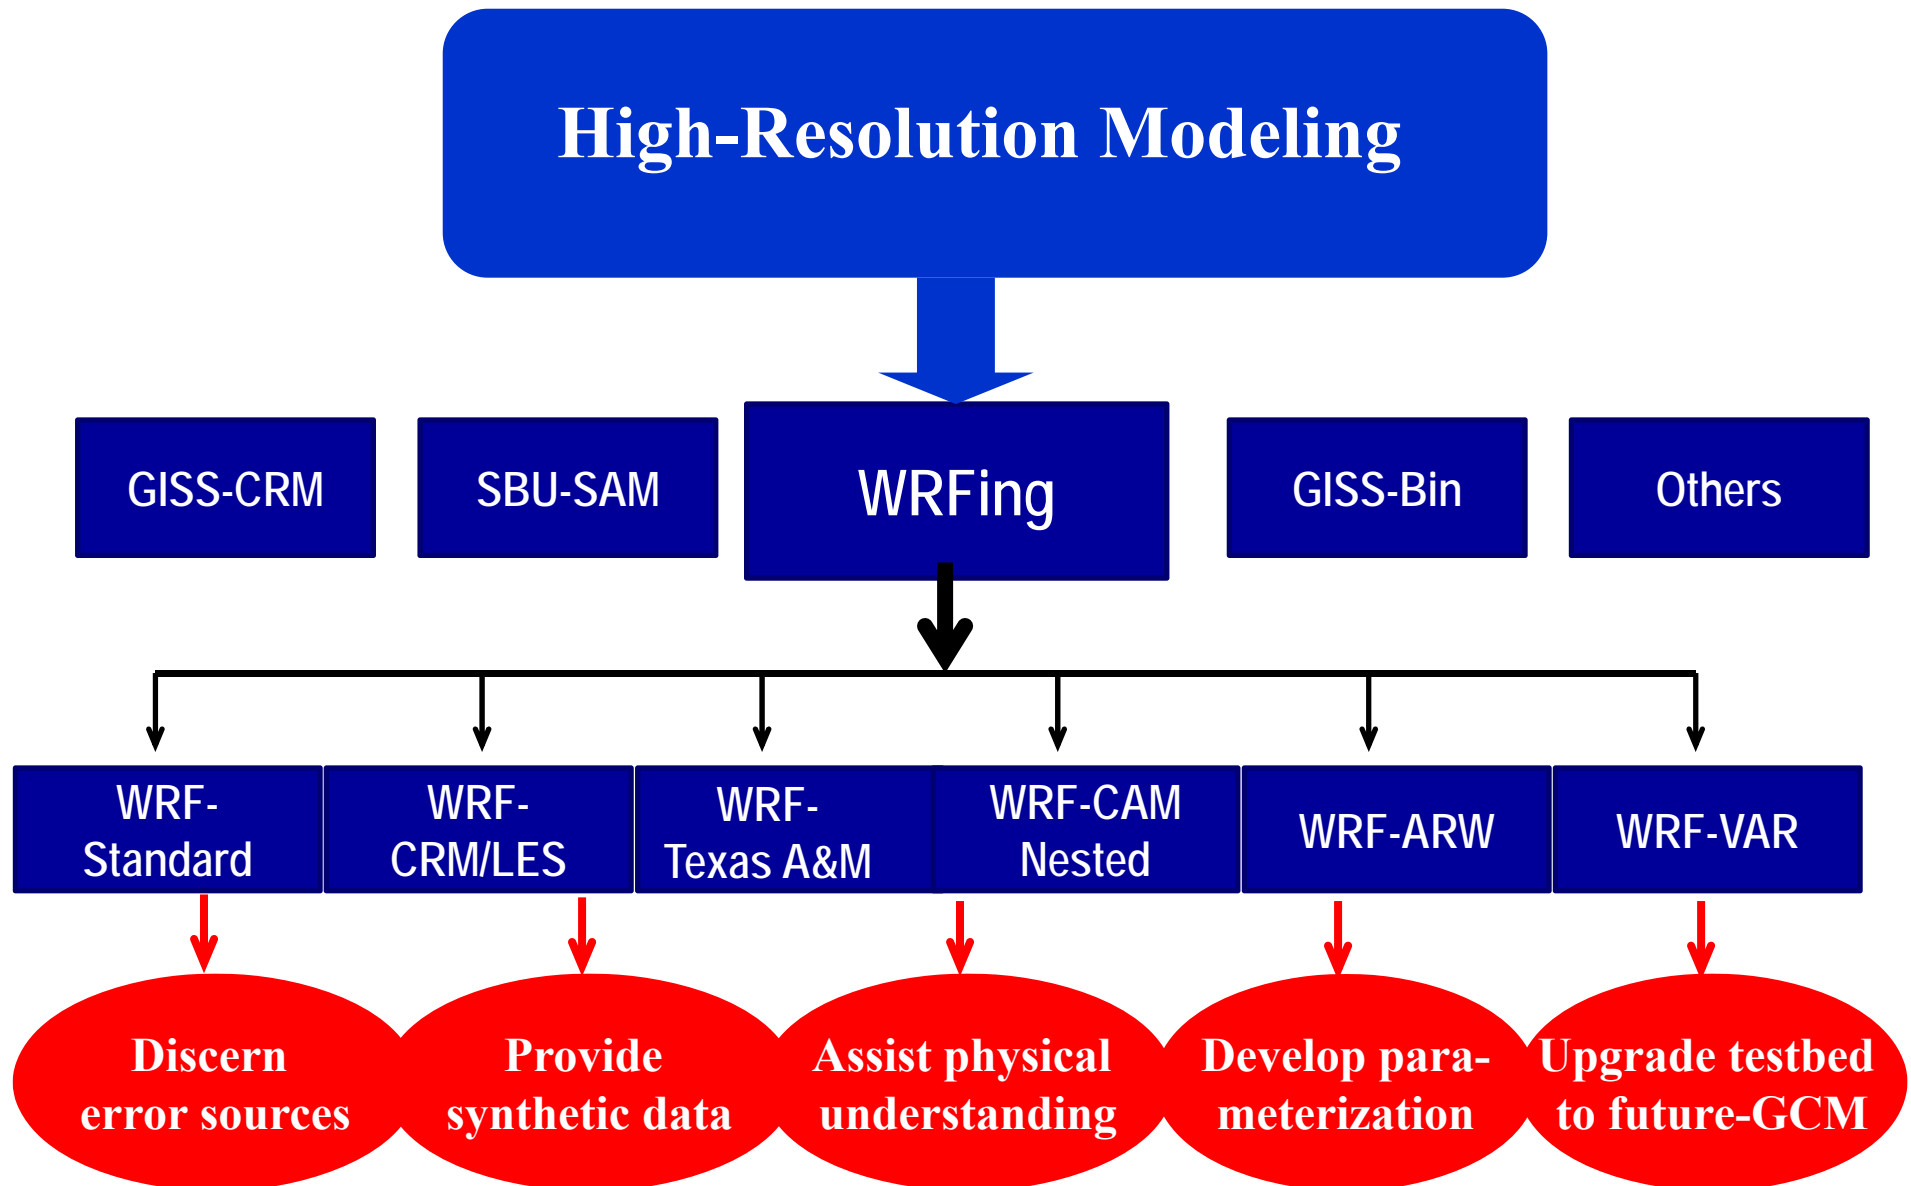 High-Resolution Modeling
GISS-CRM
SBU-SAM
WRFing
GISS-Bin
Others
WRF-
Standard
WRF-
CRM/LES
WRF-
Texas A&M
WRF-CAM
Nested
WRF-ARW
WRF-VAR
Discern
error sources
Provide
synthetic data
Assist physical
understanding
Develop para-
meterization
Upgrade testbed
to future-GCM